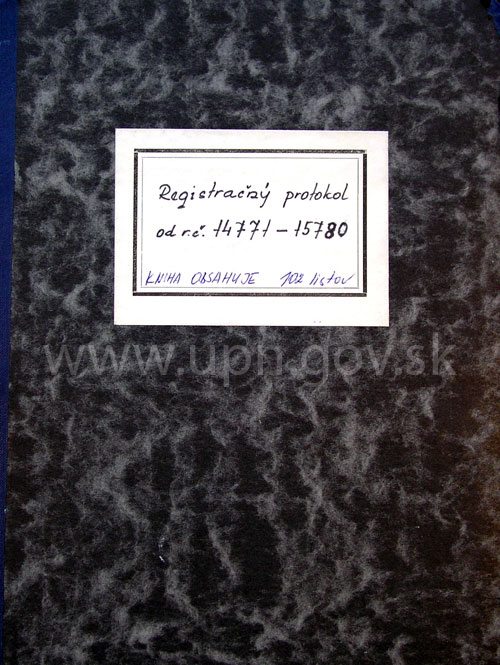 Registračný protokol
od r.č. 14771 – 15780
KNIHA OBSAHUJE 102 listov
www.upn.gov.sk